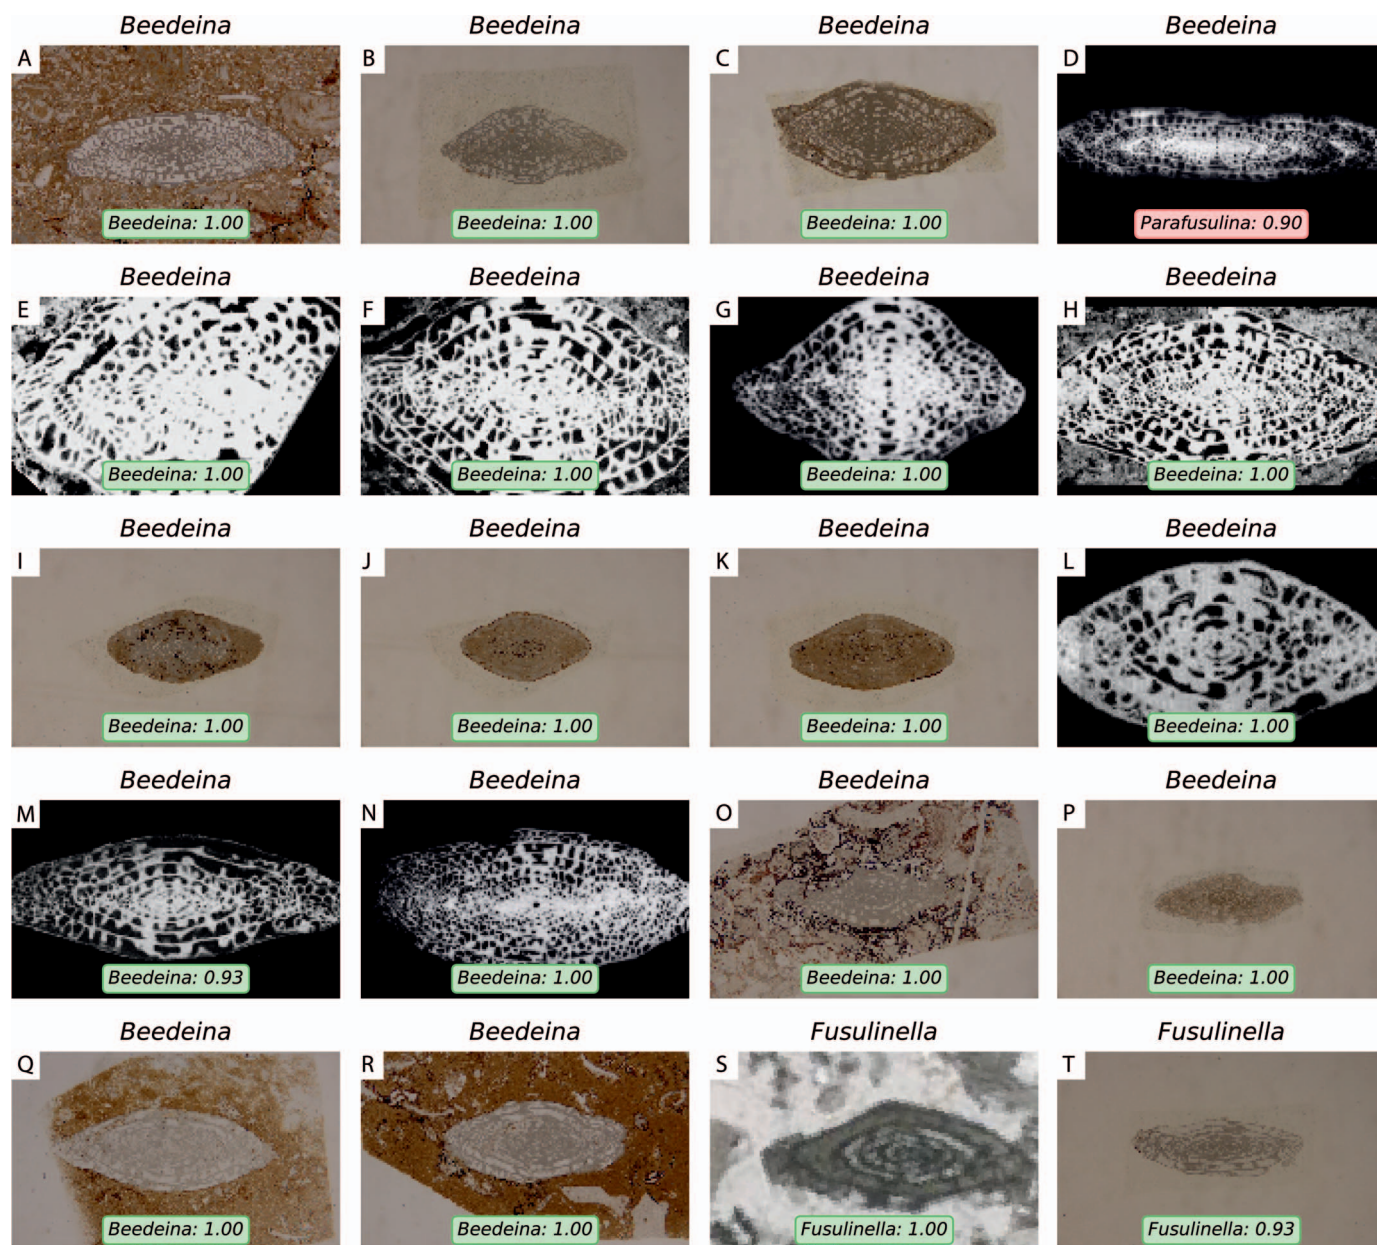 Beedeina Beedeina Beedeina Beedeina
A B C D
Beedeina: 1.00 Beedeina: 1.00 Beedeina: 1.00 Parafusulina: 0.90
Beedeina Beedeina Beedeina Beedeina
E F G H
Beedeina: 1.00 Beedeina: 1.00 Beedeina: 1.00 Beedeina: 1.00
Beedeina Beedeina Beedeina Beedeina
I J K L
Beedeina: 1.00 Beedeina: 1.00 Beedeina: 1.00 Beedeina: 1.00
Beedeina Beedeina Beedeina Beedeina
M N O P
Beedeina: 0.93 Beedeina: 1.00 Beedeina: 1.00 Beedeina: 1.00
Beedeina Beedeina Fusulinella Fusulinella
Q R S T
Beedeina: 1.00 Beedeina: 1.00 Fusulinella: 1.00 Fusulinella: 0.93